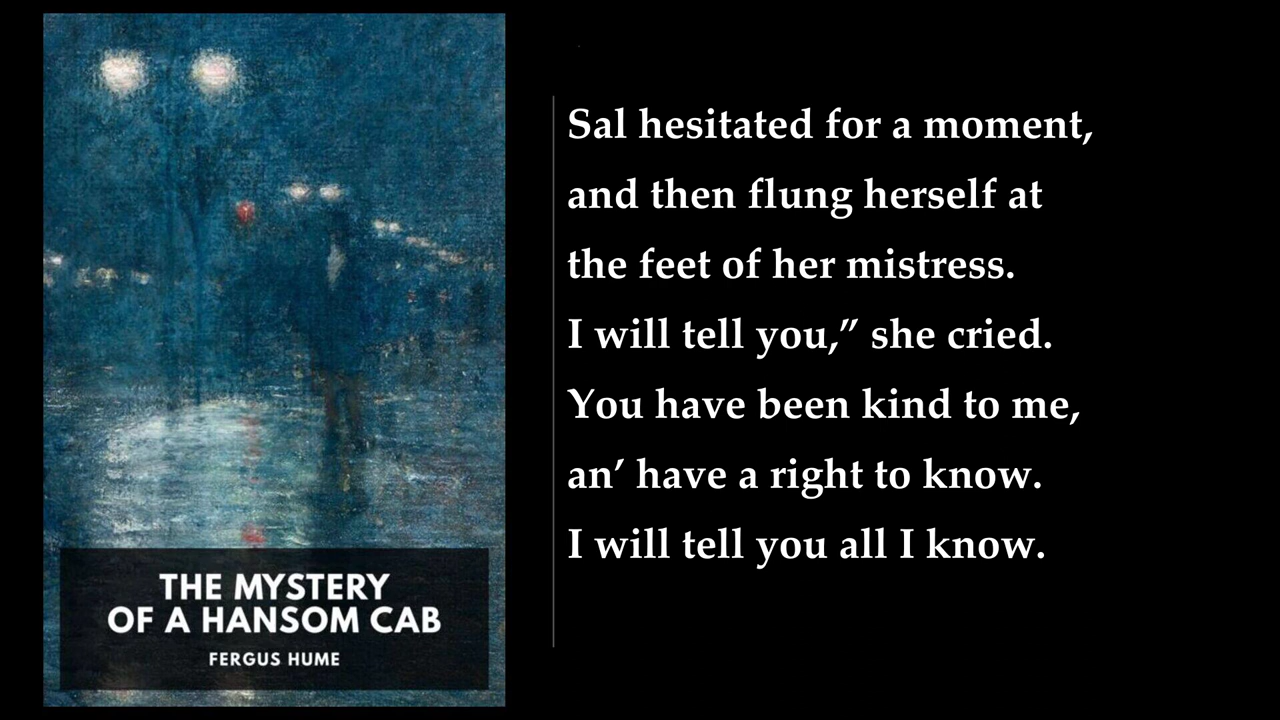 THE MYSTERY
OF A HANSOM CAB
FERGUS HUME
Sal hesitated for a moment,
and then flung herself at
the feet of her mistress.
I will tell you,” she cried.
You have been kind to me,
an’ have a right to know.
I will tell you all I know.